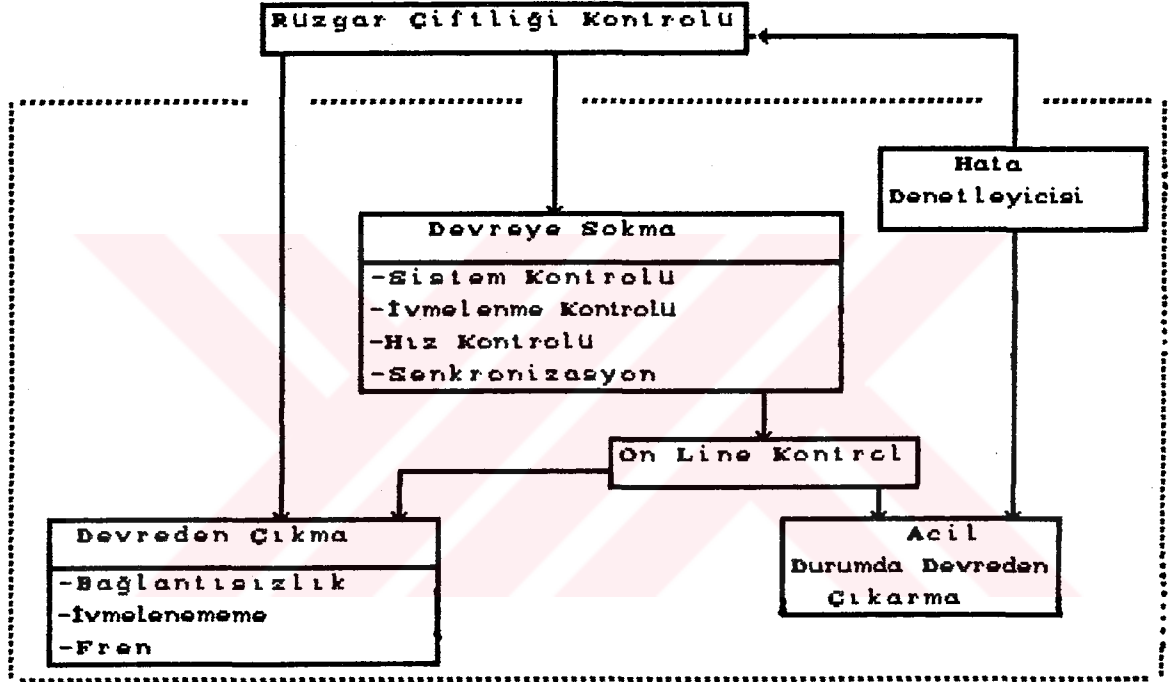 Rüzgar Çiftliği Kontrolü
Hata
Denetleyicisi
Devreye Sokma
-Sistem Kontrolü
-İvmelenme Kontrolü
-Hız Kontrolü
-Senkronizasyon
On Line Kontrol
Devreden Çıkma
-Bağlantısızlık
-İvmelenememe
-Fren
Acil
Durumda Devreden
Çıkarma